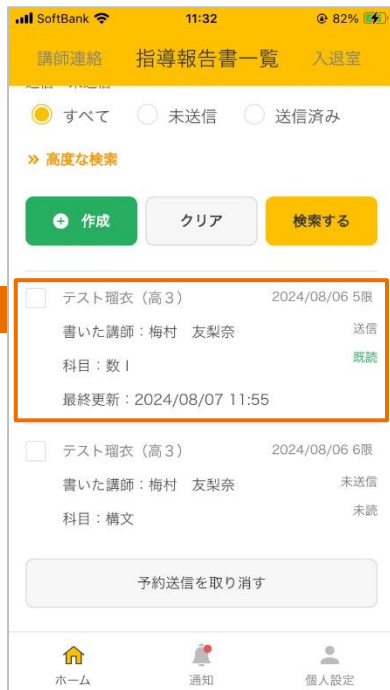 SoftBank 11:32 82%
講師連絡 指導報告書一覧 入退室
すべて 未送信 送信済み
» 高度な検索
作成 クリア 検索する
テスト瑠衣（高３） 2024/08/06 5限
書いた講師：梅村　友梨奈 送信
科目：数Ⅰ 既読
最終更新：2024/08/07 11:55
テスト瑠衣（高３） 2024/08/06 6限
書いた講師：梅村　友梨奈 未送信
科目：構文 未読
予約送信を取り消す
ホーム 通知 個人設定